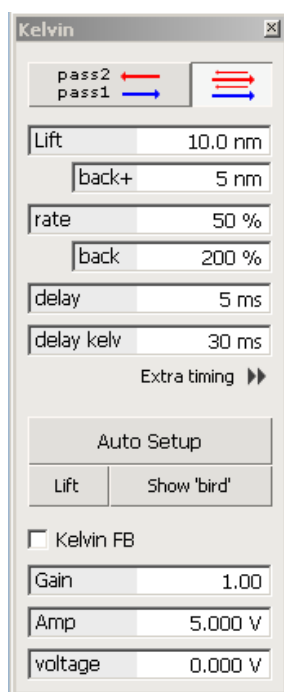 Kelvin
pass2
pass1
Lift 10.0 nm
back+ 5 nm
rate 50 %
back 200 %
delay 5 ms
delay kelv 30 ms
Extra timing
Auto Setup
Lift Show 'bird'
Kelvin FB
Gain 1.00
Amp 5.000 V
voltage 0.000 V